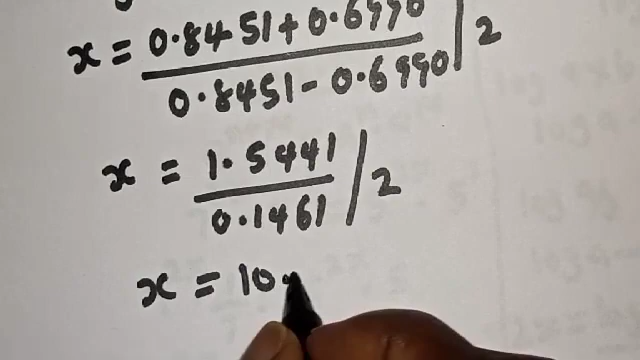 x = 0.8451 + 0.6990 / 0.8451 - 0.6990 / 2
x = 1.5441 / 0.1461 / 2
x = 10.